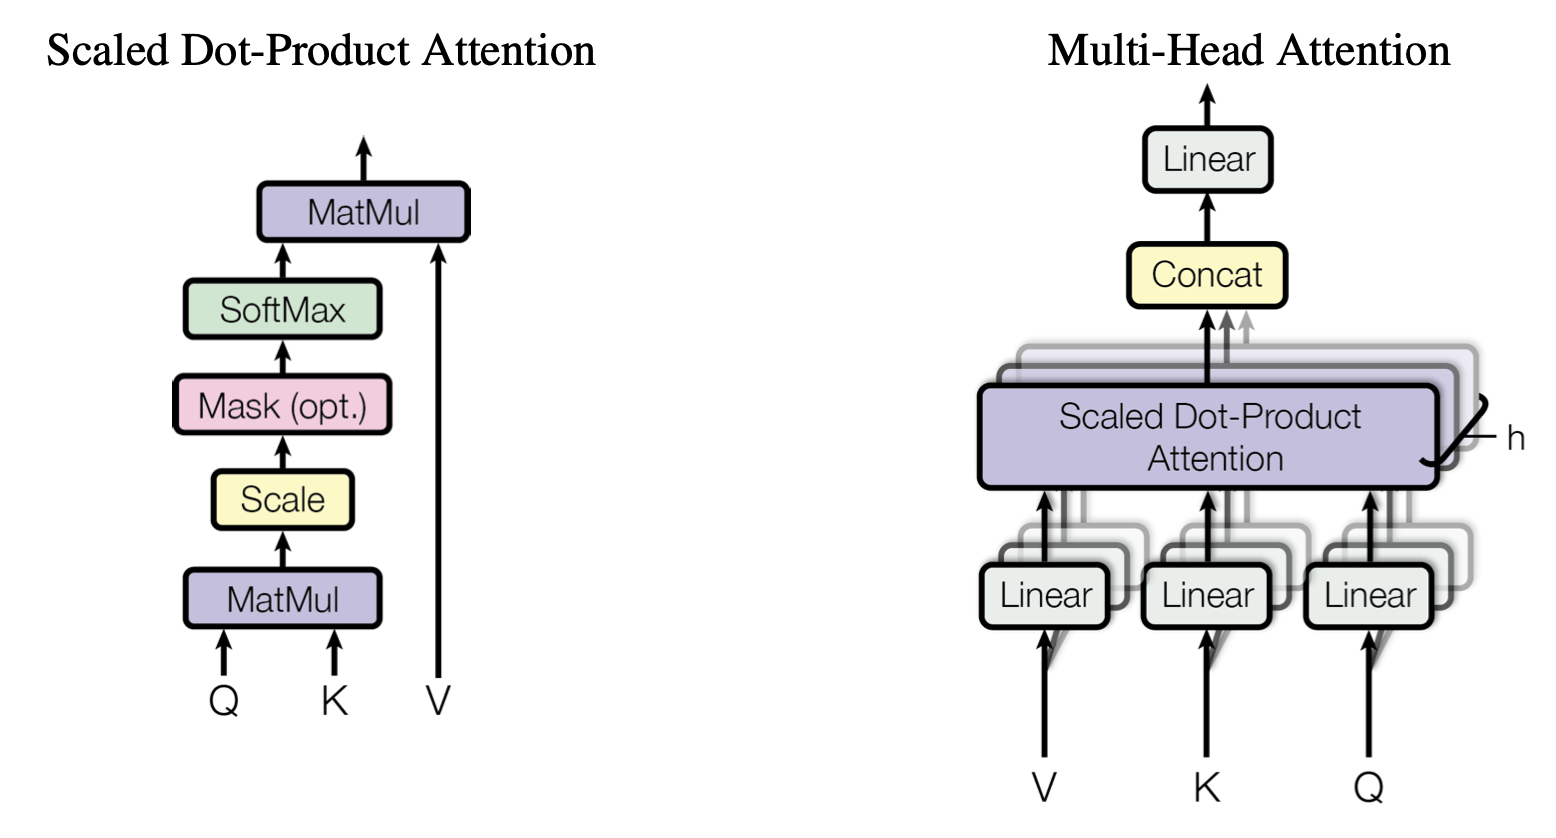 Scaled Dot-Product Attention
MatMul
SoftMax
Mask (opt.)
Scale
MatMul
Q K V
Multi-Head Attention
Linear
Concat
Scaled Dot-Product
Attention
h
Linear Linear Linear
V K Q